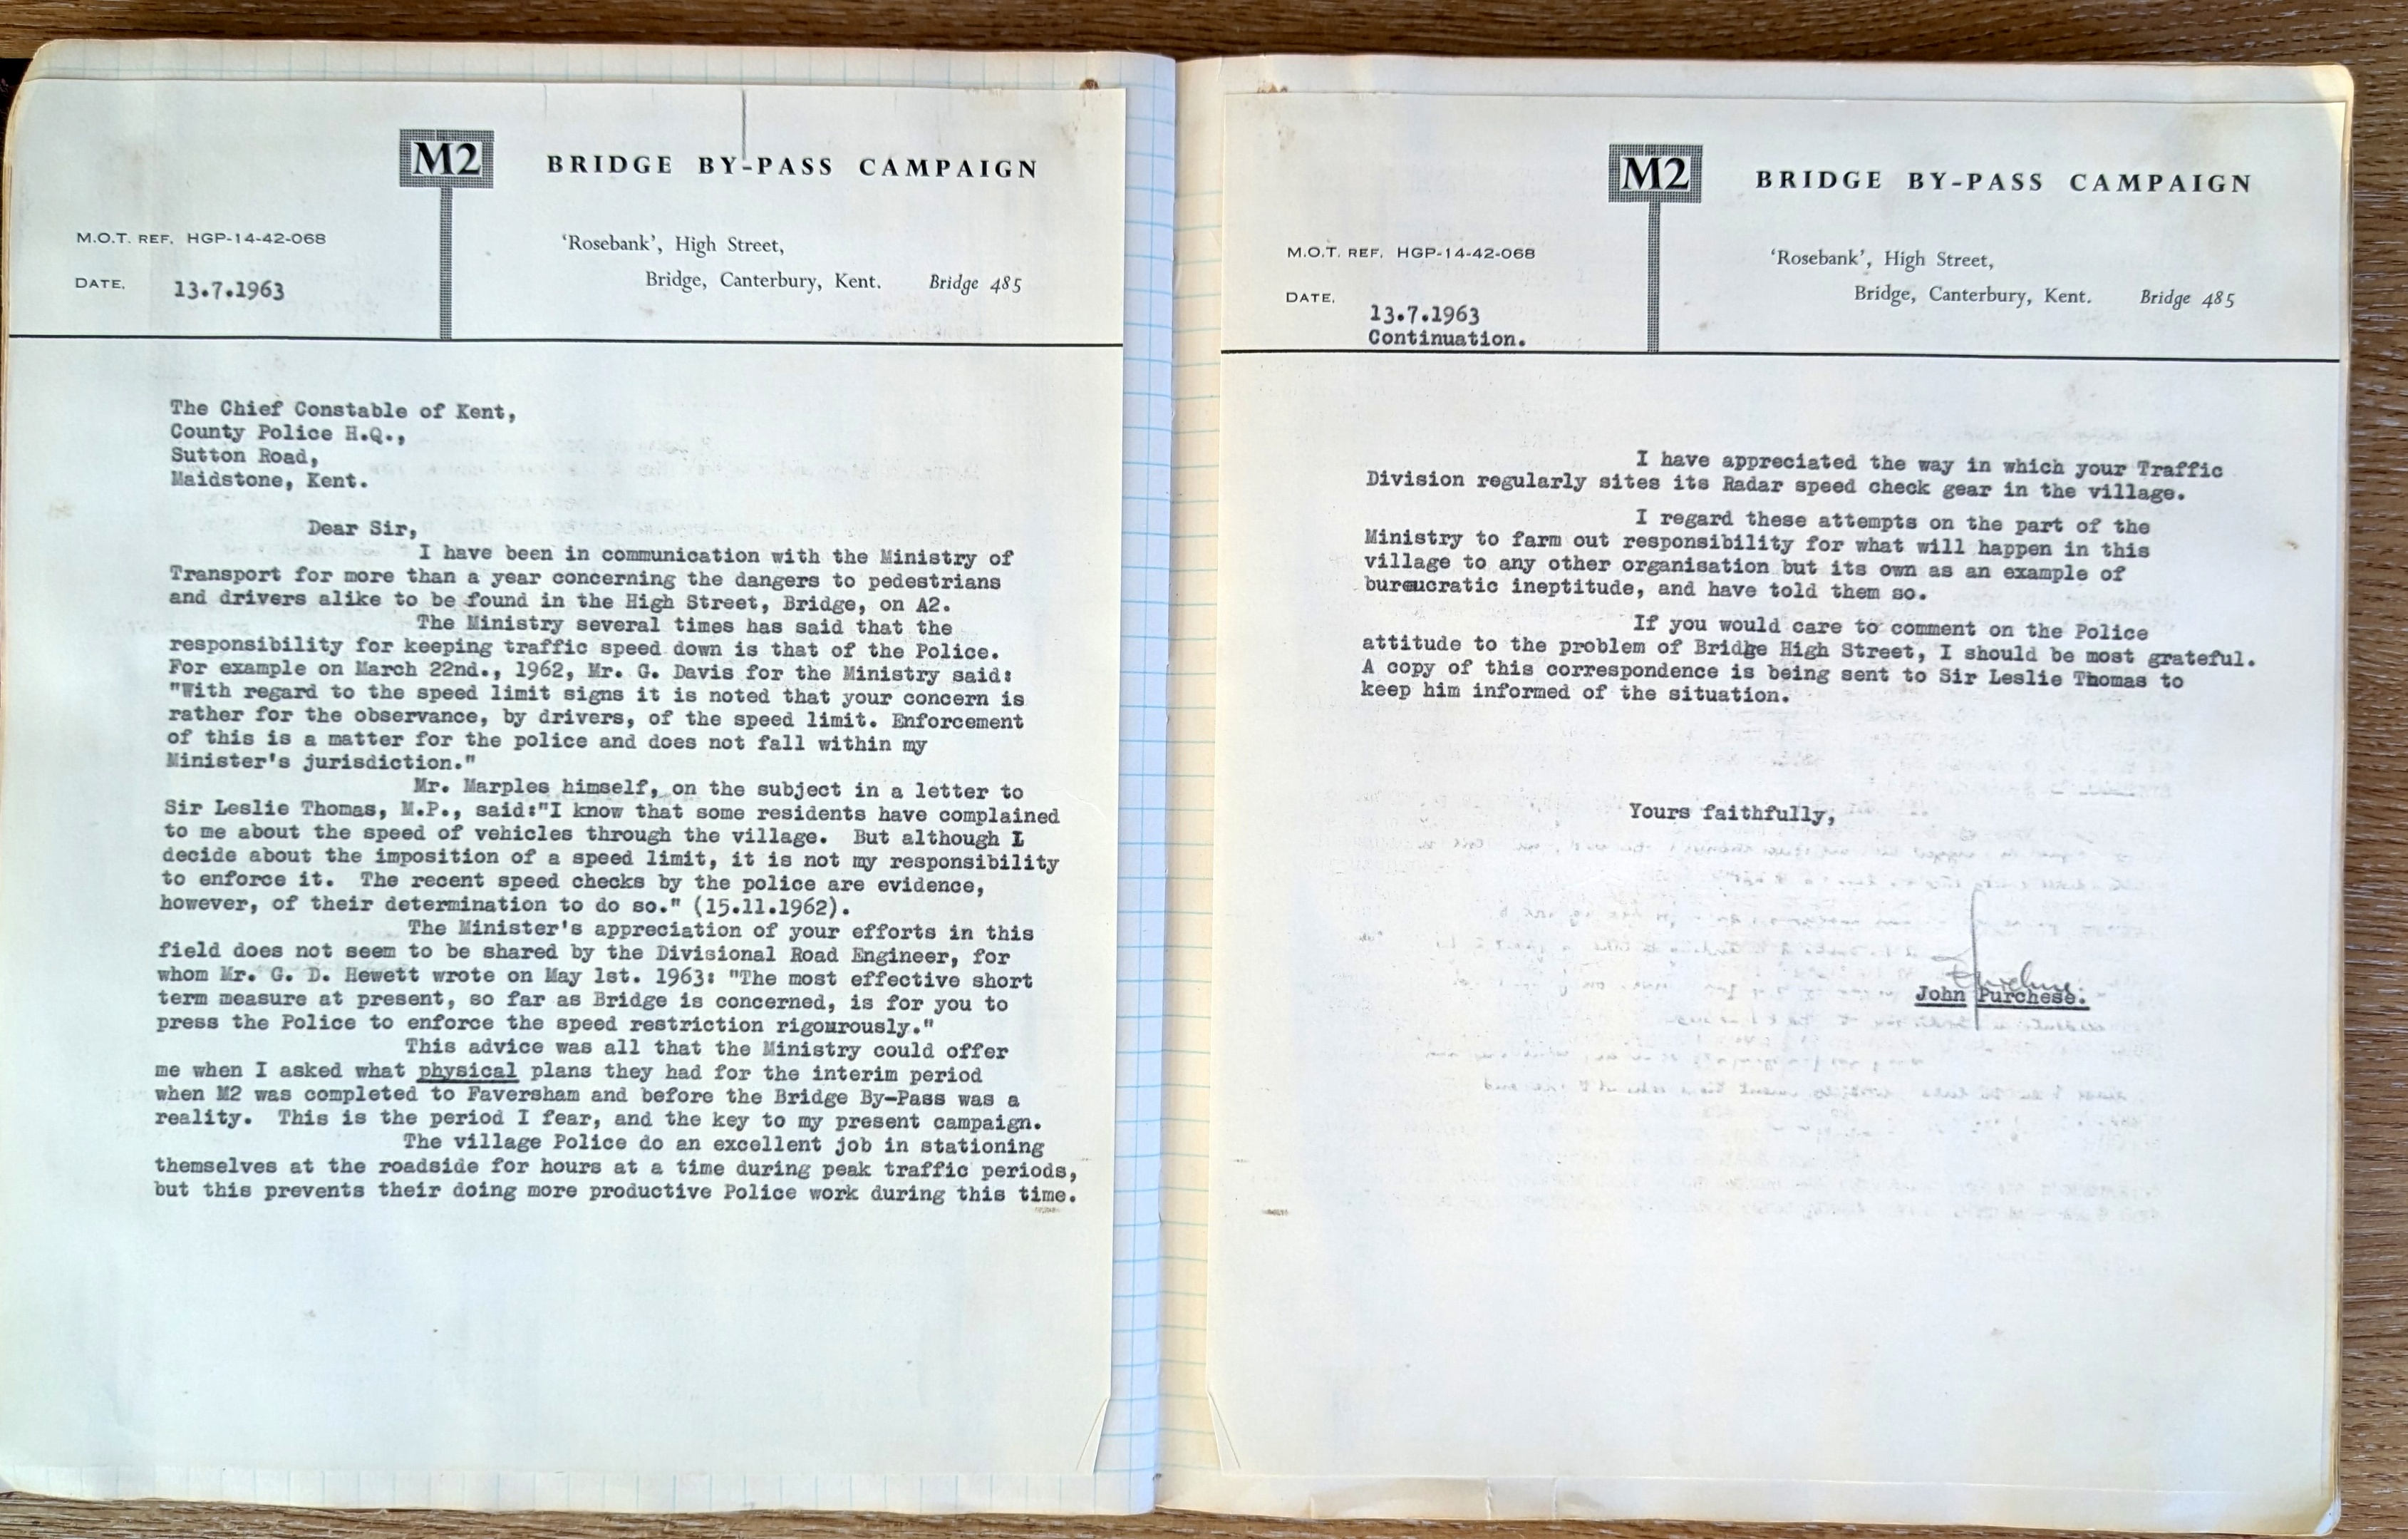 M2
BRIDGE BY-PASS CAMPAIGN
M.O.T. REF. HGP-14-42-068
'Rosebank', High Street,
DATE. 13.7.1963
Bridge, Canterbury, Kent. Bridge 485
The Chief Constable of Kent,
County Police H.Q.,
Sutton Road,
Maidstone, Kent.
Dear Sir,
I have been in communication with the Ministry of
Transport for more than a year concerning the dangers to pedestrians
and drivers alike to be found in the High Street, Bridge, on A2.
The Ministry several times has said that the
responsibility for keeping traffic speed down is that of the Police.
For example on March 22nd., 1962, Mr. G. Davis for the Ministry said:
"With regard to the speed limit signs it is noted that your concern is
rather for the observance, by drivers, of the speed limit. Enforcement
of this is a matter for the police and does not fall within my
Minister's jurisdiction."
Mr. Marples himself, on the subject in a letter to
Sir Leslie Thomas, M.P., said:"I know that some residents have complained
to me about the speed of vehicles through the village. But although I
decide about the imposition of a speed limit, it is not my responsibility
to enforce it. The recent speed checks by the police are evidence,
however, of their determination to do so." (15.11.1962).
The Minister's appreciation of your efforts in this
field does not seem to be shared by the Divisional Road Engineer, for
whom Mr. G. D. Hewett wrote on May 1st. 1963: "The most effective short
term measure at present, so far as Bridge is concerned, is for you to
press the Police to enforce the speed restriction rigourously."
This advice was all that the Ministry could offer
me when I asked what physical plans they had for the interim period
when M2 was completed to Faversham and before the Bridge By-Pass was a
reality. This is the period I fear, and the key to my present campaign.
The village Police do an excellent job in stationing
themselves at the roadside for hours at a time during peak traffic periods,
but this prevents their doing more productive Police work during this time.
M2
BRIDGE BY-PASS CAMPAIGN
M.O.T. REF. HGP-14-42-068
'Rosebank', High Street,
DATE. 13.7.1963
Bridge, Canterbury, Kent. Bridge 485
Continuation.
I have appreciated the way in which your Traffic
Division regularly sites its Radar speed check gear in the village.
I regard these attempts on the part of the
Ministry to farm out responsibility for what will happen in this
village to any other organisation but its own as an example of
bureaucratic ineptitude, and have told them so.
If you would care to comment on the Police
attitude to the problem of Bridge High Street, I should be most grateful.
A copy of this correspondence is being sent to Sir Leslie Thomas to
keep him informed of the situation.
Yours faithfully,
John Purchese.